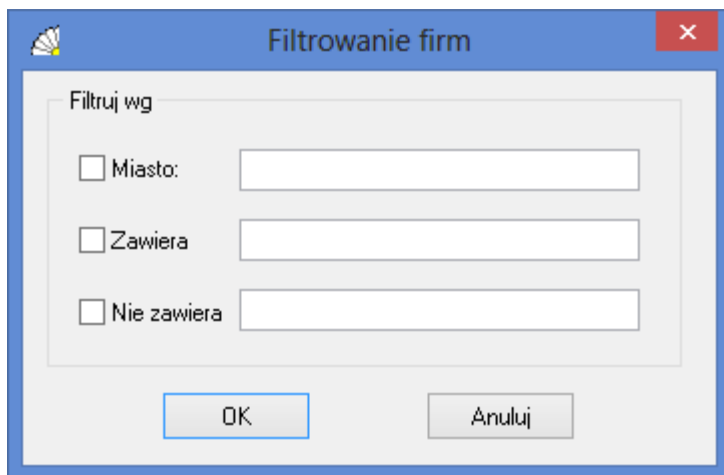 Filtrowanie firm
Filtruj wg
Miasto:
Zawiera
Nie zawiera
OK Anuluj